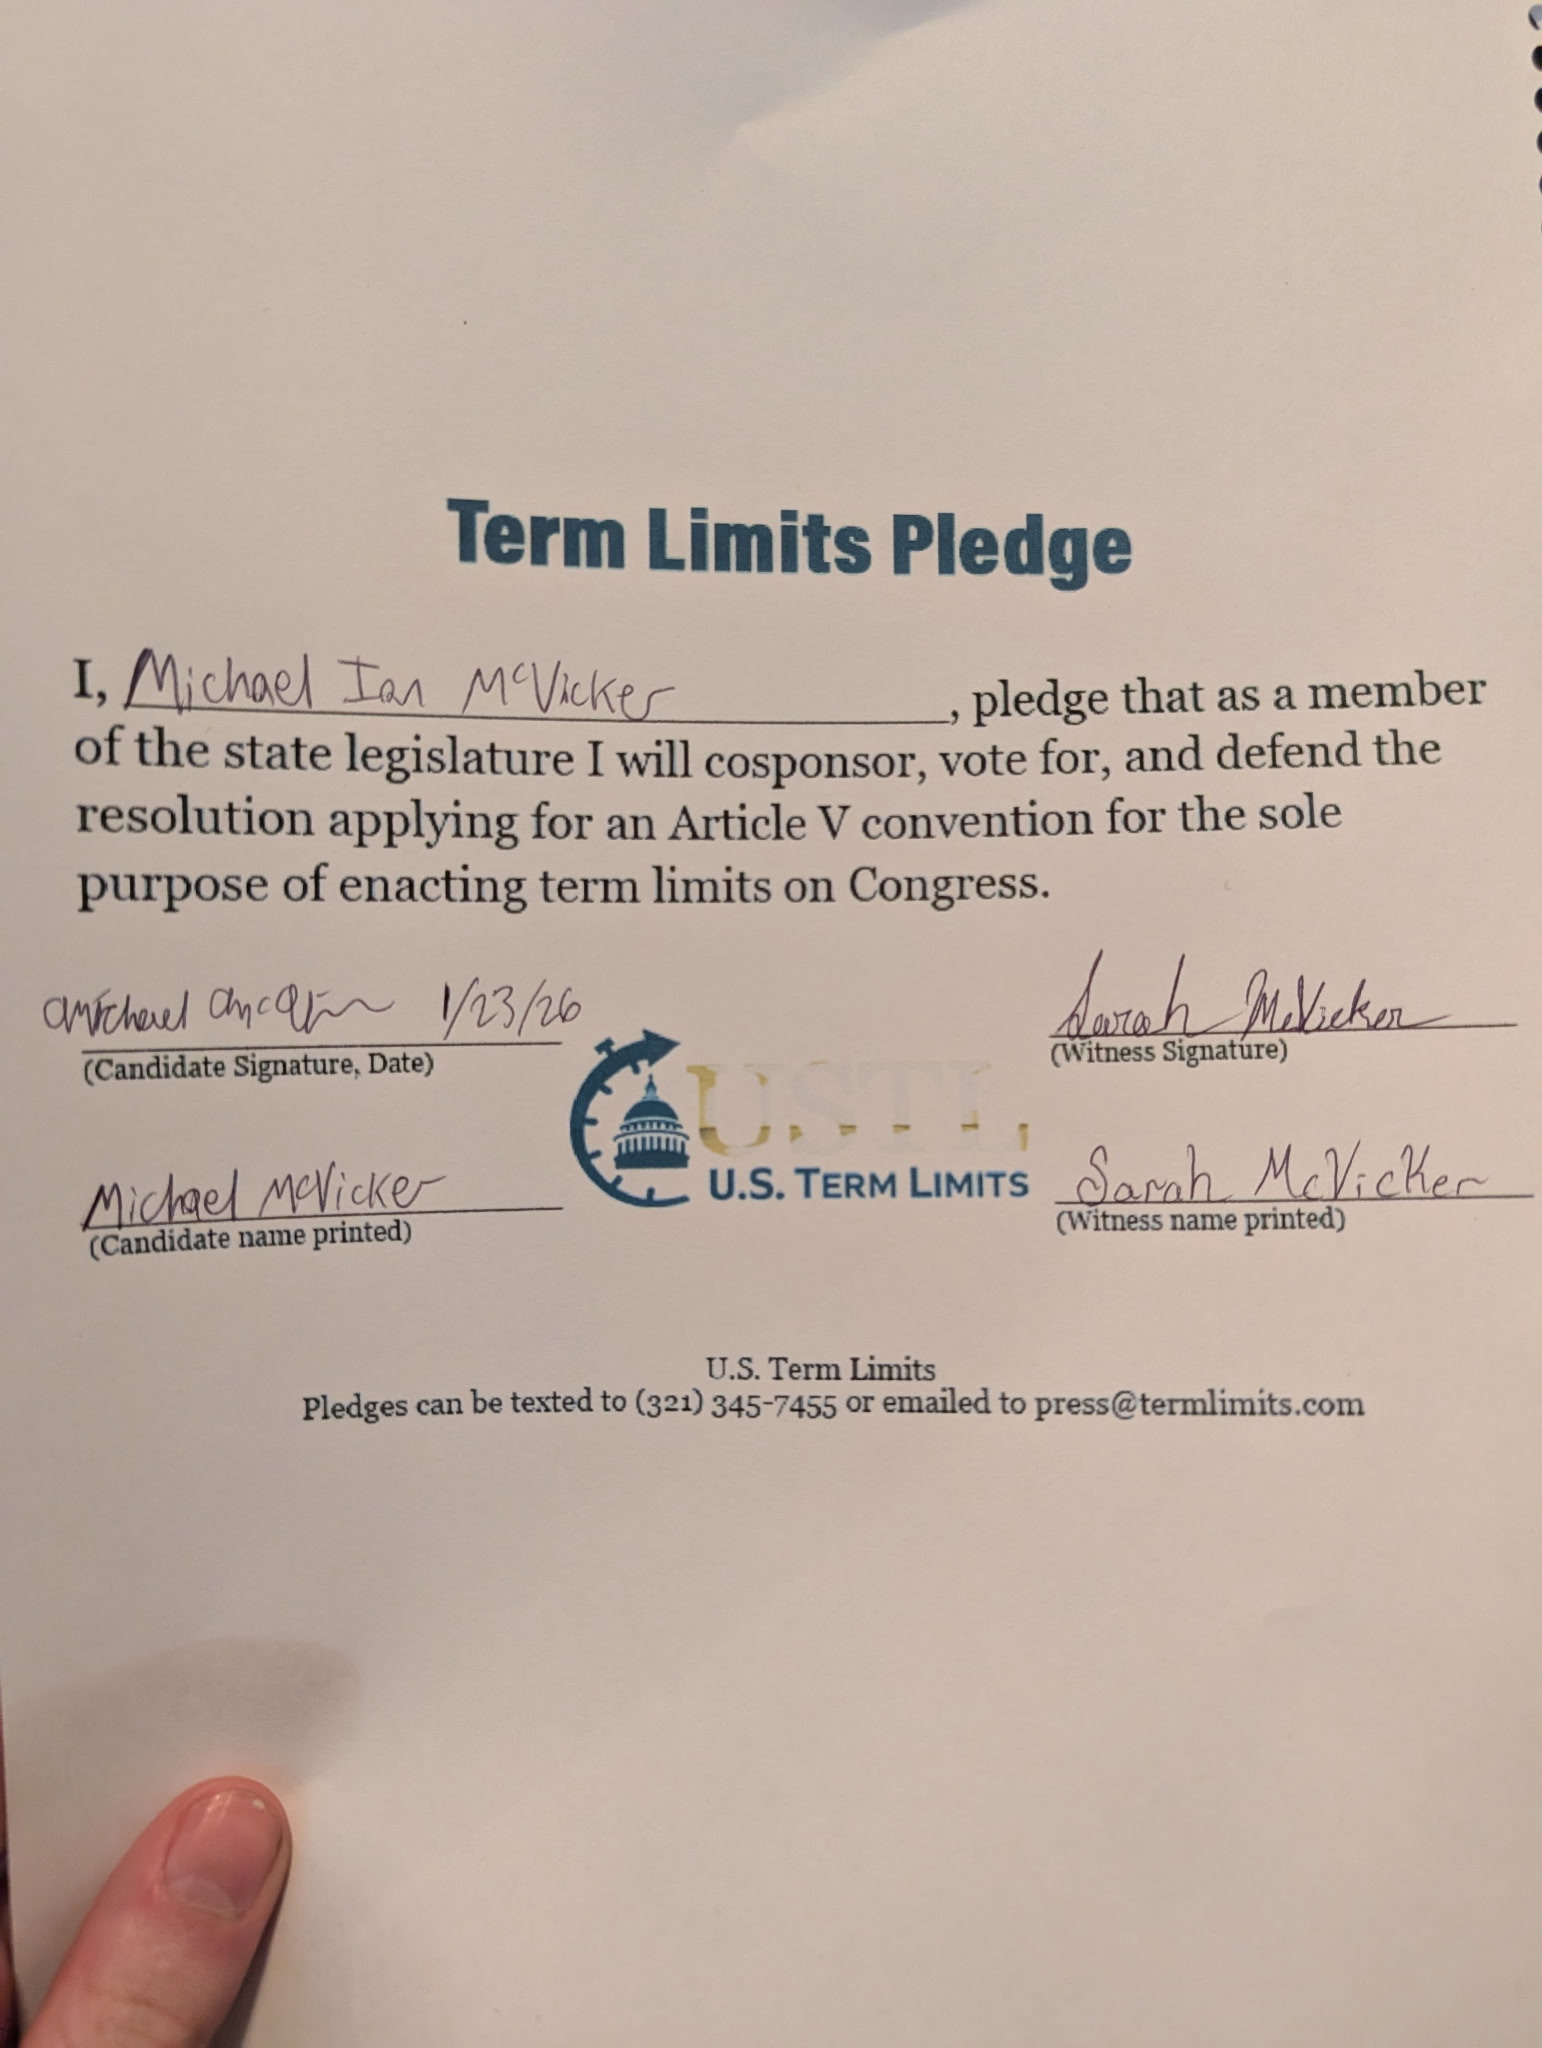 Term Limits Pledge
I, Michael Ian McVicker, pledge that as a member
of the state legislature I will cosponsor, vote for, and defend the
resolution applying for an Article V convention for the sole
purpose of enacting term limits on Congress.
Michael 1/23/26
(Candidate Signature, Date)
Sarah McVicker
(Witness Signature)
USTL
U.S. TERM LIMITS
Michael McVicker
(Candidate name printed)
Sarah McVicker
(Witness name printed)
U.S. Term Limits
Pledges can be texted to (321) 345-7455 or emailed to press@termlimits.com